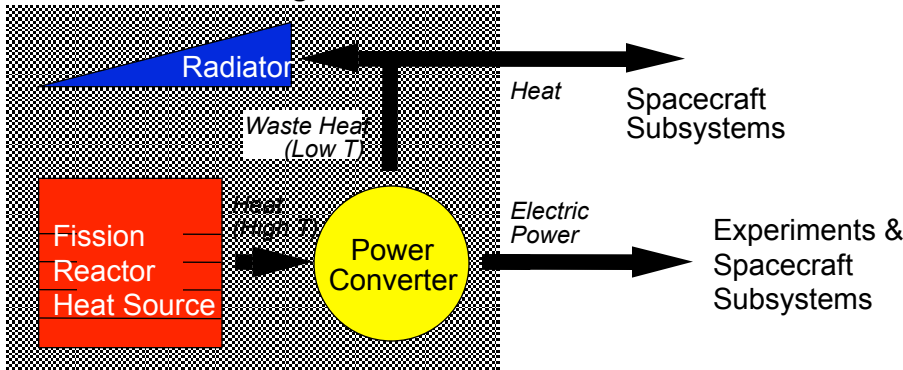 Radiator
Heat
Spacecraft
Subsystems
Waste Heat
(Low T)
Heat
(High T)
Fission
Reactor
Heat Source
Power
Converter
Electric
Power
Experiments &
Spacecraft
Subsystems